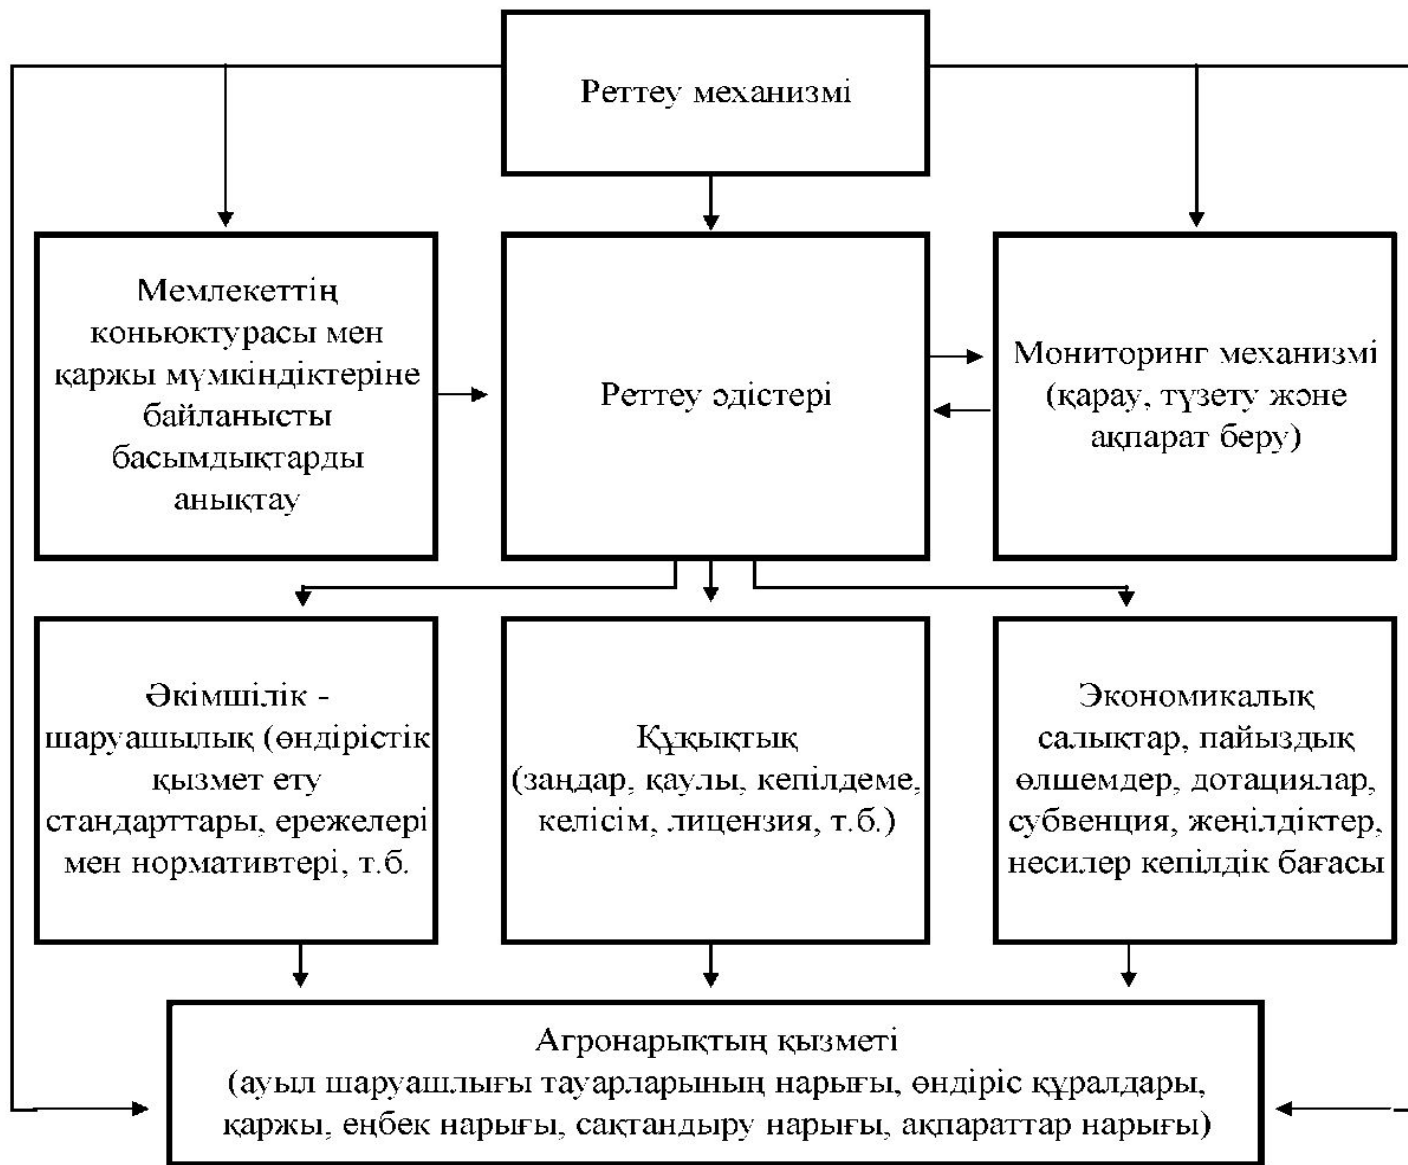 Реттеу механизмі
Мемлекеттің
коньюктурасы мен
қаржы мүмкіндіктеріне
байланысты
басымдықтарды
анықтау
Реттеу әдістері
Мониторинг механизмі
(қарау, түзету және
ақпарат беру)
Әкімшілік -
шаруашылық (өндірістік
қызмет ету
стандарттары, ережелері
мен нормативтері, т.б.
Құқықтық
(заңдар, қаулы, кепілдеме,
келісім, лицензия, т.б.)
Экономикалық
салықтар, пайыздық
өлшемдер, дотациялар,
субвенция, жеңілдіктер,
несилер кепілдік бағасы
Агронарықтың қызметі
(ауыл шаруашлығы тауарларының нарығы, өндіріс құралдары,
қаржы, еңбек нарығы, сақтандыру нарығы, ақпараттар нарығы)